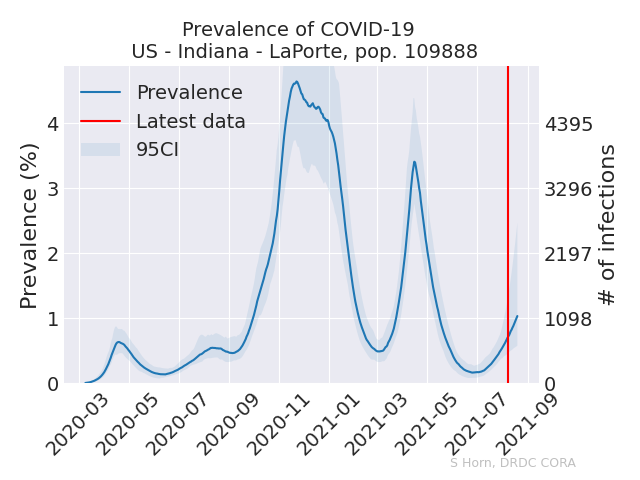 Prevalence of COVID-19
US - Indiana - LaPorte, pop. 109888
Prevalence
Latest data
95CI
Prevalence (%)
4
3
2
1
0
4395
3296
2197
1098
0
# of infections
2020-03
2020-05
2020-07
2020-09
2020-11
2021-01
2021-03
2021-05
2021-07
2021-09
S Horn, DRDC CORA